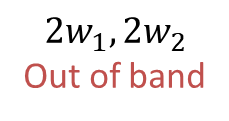 2w₁, 2w₂
Out of band